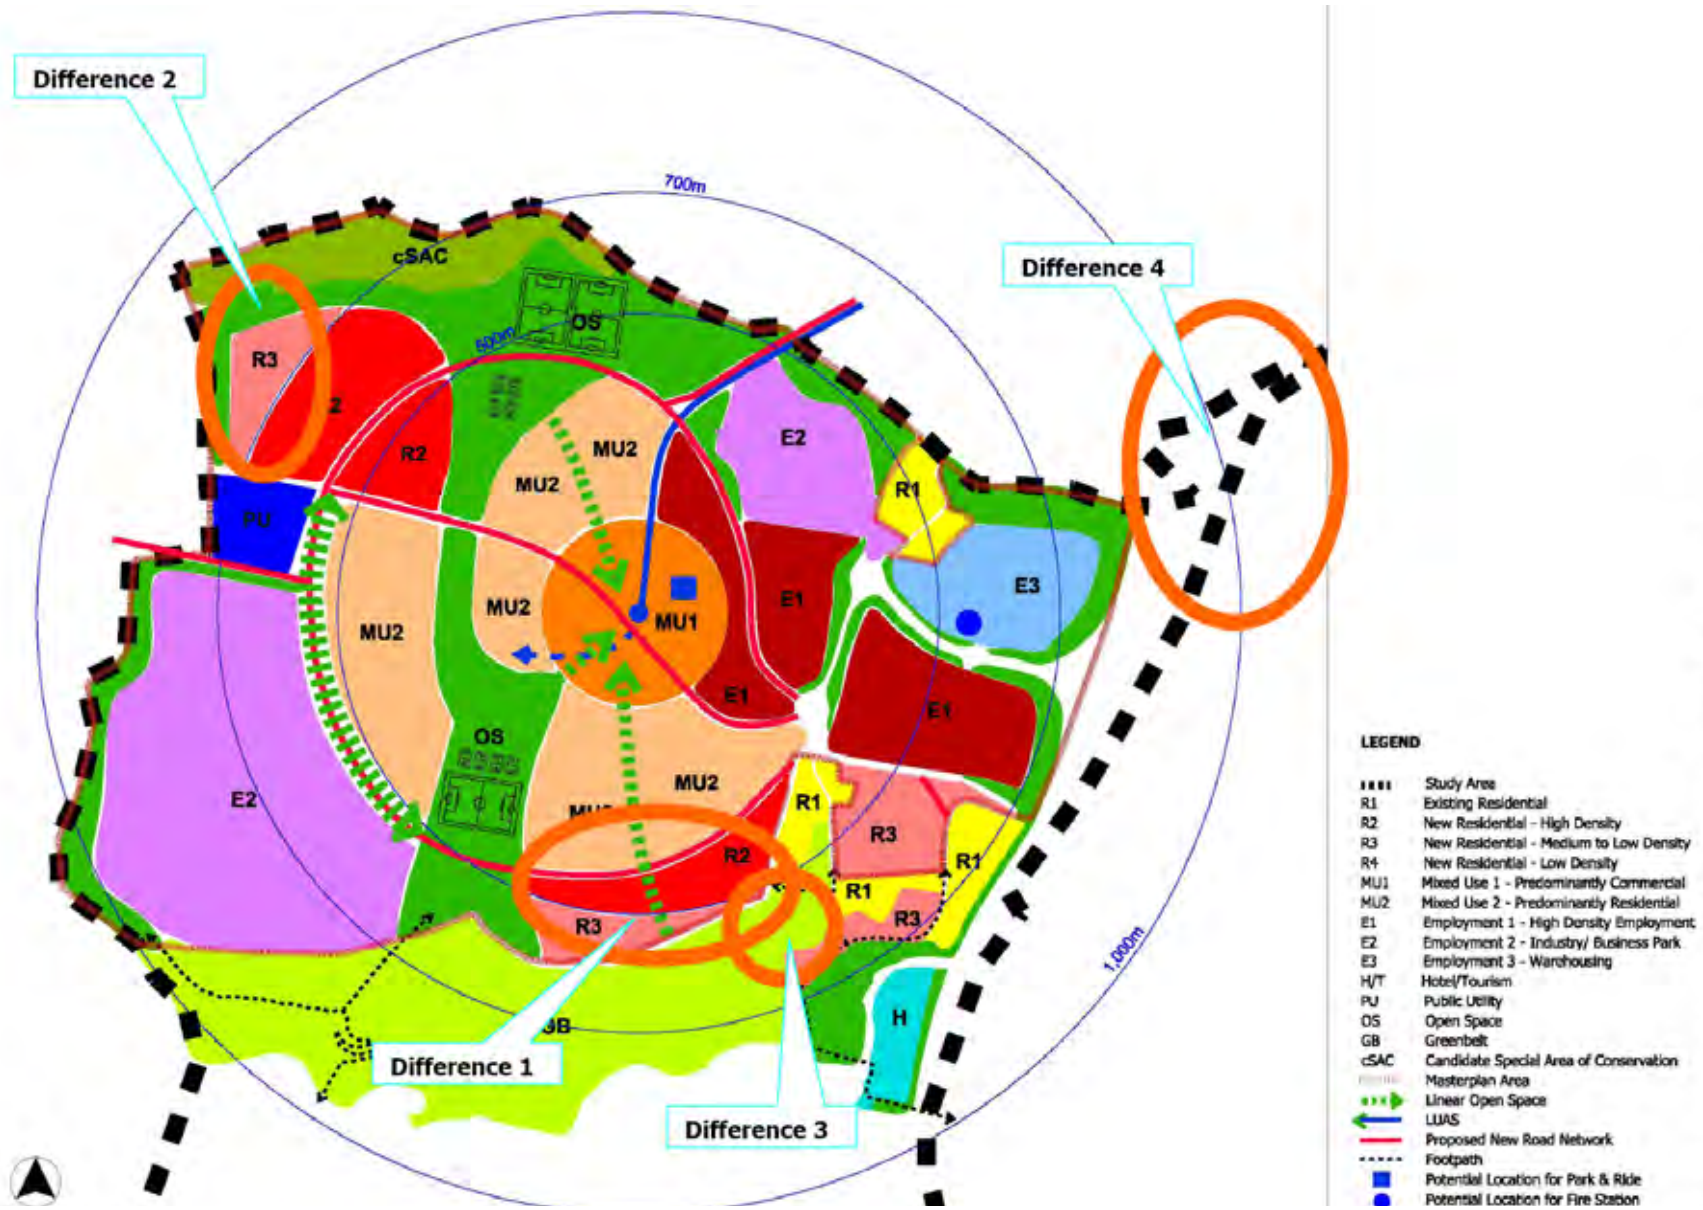 Difference 2
700m
Difference 4
cSAC
OS
500m
R3
2
R2
MU2
E2
MU2
R1
PU
E3
MU2
E1
MU2
MU1
E1
E1
OS
MU2
E2
R1
R3
R2
R1
R1
R3
R3
1,000m
H
GB
Difference 1
Difference 3
LEGEND
Study Area
R1 Existing Residential
R2 New Residential - High Density
R3 New Residential - Medium to Low Density
R4 New Residential - Low Density
MU1 Mixed Use 1 - Predominantly Commercial
MU2 Mixed Use 2 - Predominantly Residential
E1 Employment 1 - High Density Employment
E2 Employment 2 - Industry/ Business Park
E3 Employment 3 - Warehousing
H/T Hotel/Tourism
PU Public Utility
OS Open Space
GB Greenbelt
cSAC Candidate Special Area of Conservation
Masterplan Area
Linear Open Space
LUAS
Proposed New Road Network
Footpath
Potential Location for Park & Ride
Potential Location for Fire Station